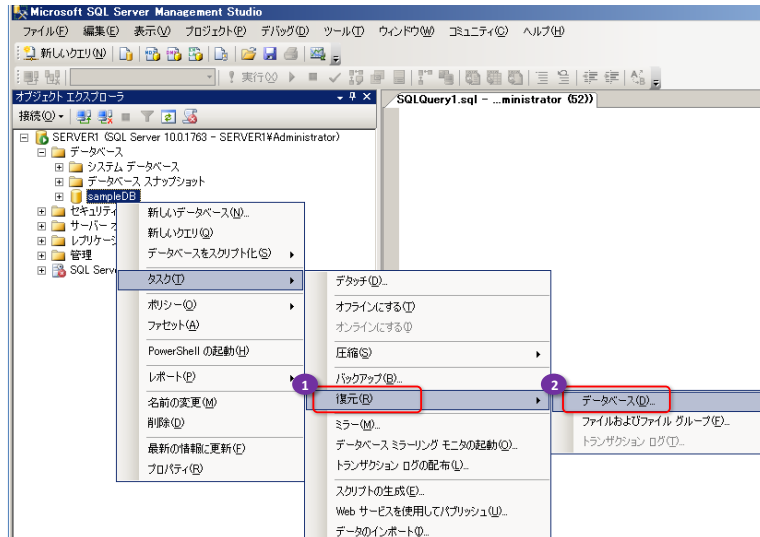 Microsoft SQL Server Management Studio
ファイル(F) 編集(E) 表示(V) プロジェクト(P) デバッグ(D) ツール(T) ウィンドウ(W) コミュニティ(C) ヘルプ(H)
新しいクエリ(N)
実行(X)
オブジェクト エクスプローラ
SQLQuery1.sql - ...ministrator (52))
接続(O)
SERVER1 (SQL Server 10.0.1763 - SERVER1¥Administrator)
データベース
システム データベース
データベース スナップショット
sampleDB
セキュリティ
サーバー オ
レプリケーシ
管理
SQL Serv
新しいデータベース(N)...
新しいクエリ(Q)
データベースをスクリプト化(S)
タスク(T)
ポリシー(O)
ファセット(A)
PowerShell の起動(H)
レポート(P)
名前の変更(M)
削除(D)
最新の情報に更新(F)
プロパティ(R)
デタッチ(D)...
オフラインにする(T)
オンラインにする(I)
圧縮(S)
バックアップ(B)...
1
復元(R)
ミラー(M)...
データベース ミラーリング モニタの起動(O)...
トランザクション ログの配布(L)...
スクリプトの生成(E)...
Web サービスを使用してパブリッシュ(U)...
データのインポート(I)...
2
データベース(D)...
ファイルおよびファイル グループ(F)...
トランザクション ログ(T)...